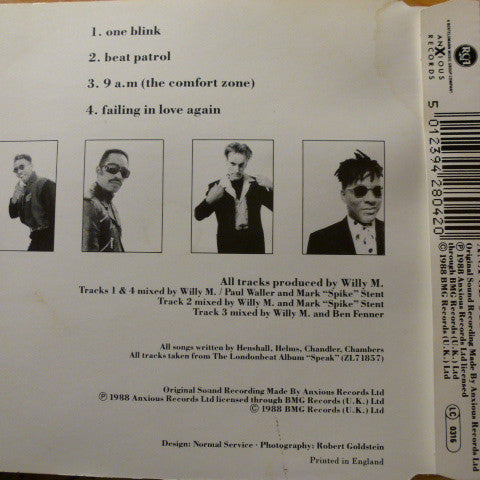 1. one blink
2. beat patrol
3. 9 a.m (the comfort zone)
4. failing in love again
All tracks produced by Willy M.
Tracks 1 & 4 mixed by Willy M. / Paul Waller and Mark "Spike" Stent
Track 2 mixed by Willy M. and Mark "Spike" Stent
Track 3 mixed by Willy M. and Ben Fenner
All songs written by Henshall, Helms, Chandler, Chambers
All tracks taken from The Londonbeat Album "Speak" (ZL71857)
Original Sound Recording Made By Anxious Records Ltd
Ⓟ 1988 Anxious Records Ltd licensed through BMG Records (U.K.) Ltd
© 1988 BMG Records (U.K.) Ltd
Design: Normal Service · Photography: Robert Goldstein
Printed in England
RCA
ANXIOUS
RECORDS
5 012394 280420
Original Sound Recording Made By Anxious Records Ltd
Ⓟ 1988 Anxious Records Ltd licensed
through BMG Records (U.K.) Ltd
© 1988 BMG Records (U.K.) Ltd
LC
0316